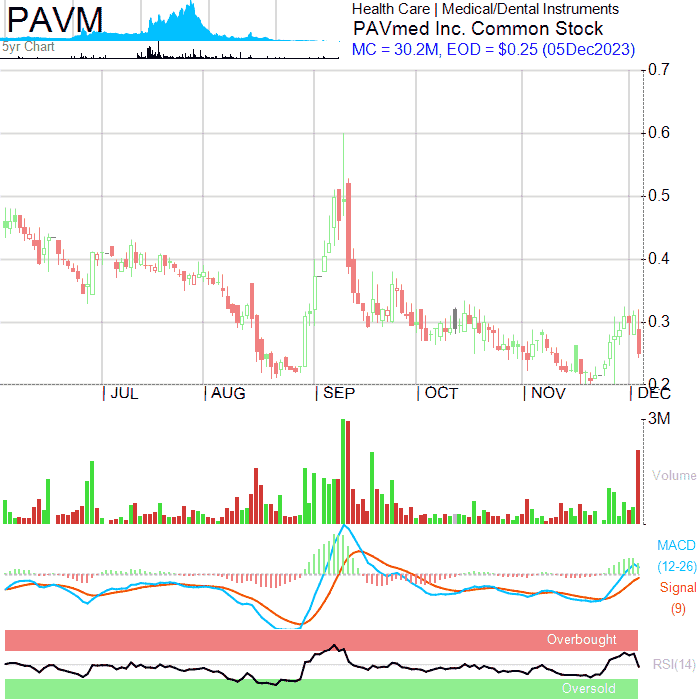 PAVM
5yr Chart
Health Care | Medical/Dental Instruments
PAVmed Inc. Common Stock
MC = 30.2M, EOD = $0.25 (05Dec2023)
0.7
0.6
0.5
0.4
0.3
0.2
JUL AUG SEP OCT NOV DEC
3M
Volume
MACD
(12-26)
Signal
(9)
Overbought
RSI(14)
Oversold